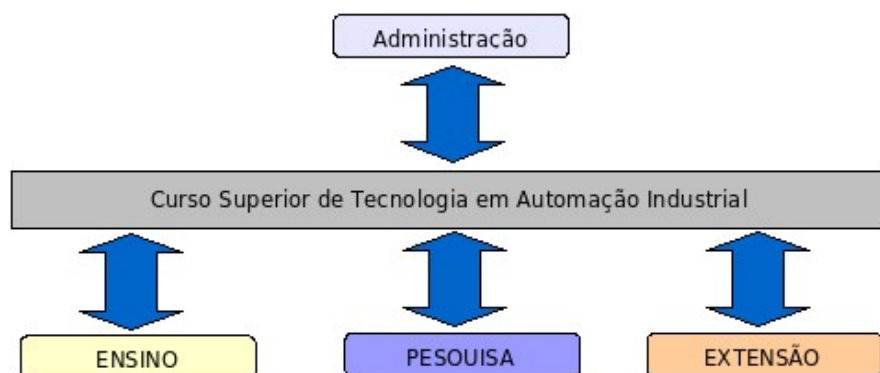 Administração
Curso Superior de Tecnologia em Automação Industrial
ENSINO
PESQUISA
EXTENSÃO